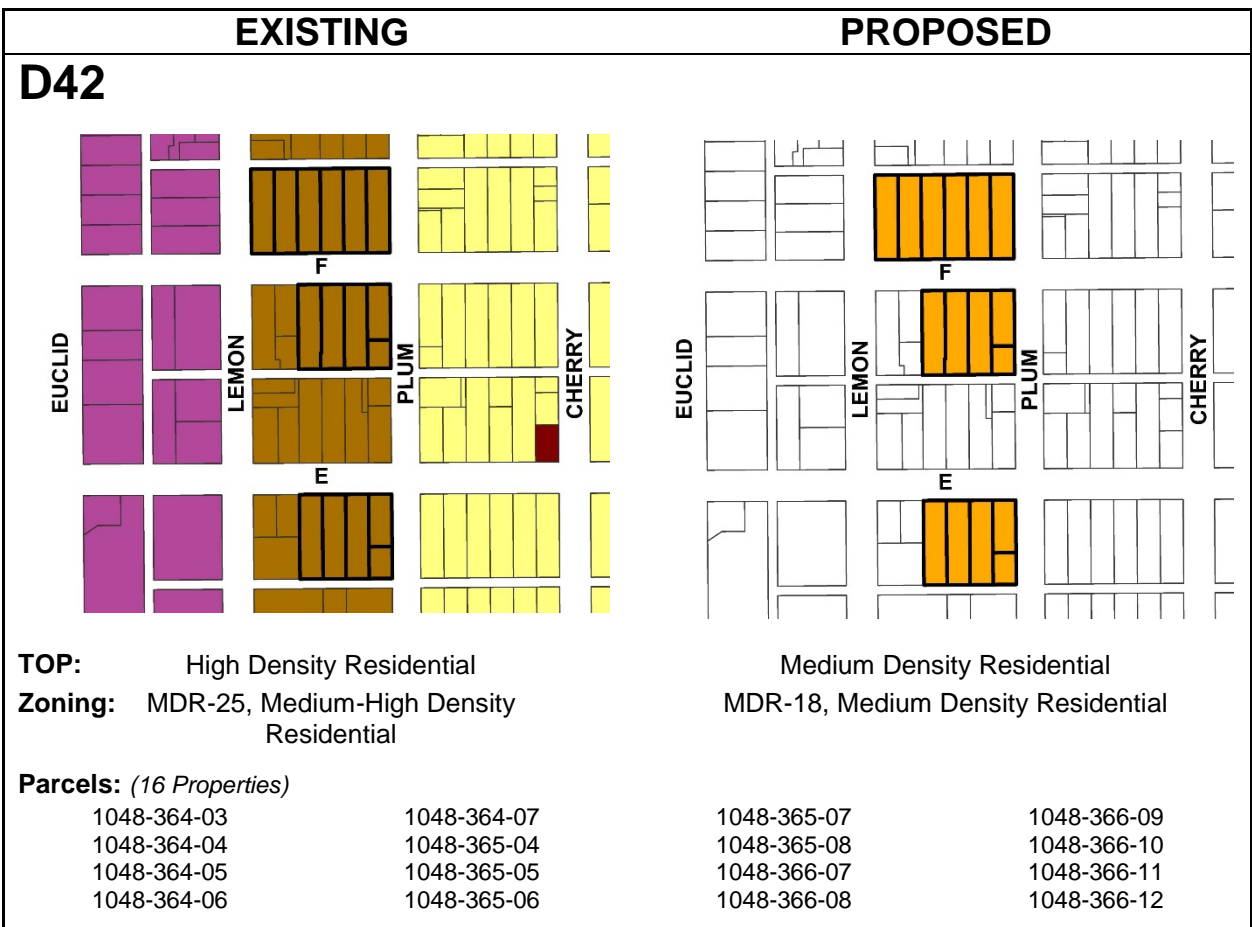 EXISTING PROPOSED
D42
F
EUCLID LEMON PLUM CHERRY
E
F
EUCLID LEMON PLUM CHERRY
E
TOP: High Density Residential Medium Density Residential
Zoning: MDR-25, Medium-High Density MDR-18, Medium Density Residential
Residential
Parcels: (16 Properties)
1048-364-03 1048-364-07 1048-365-07 1048-366-09
1048-364-04 1048-365-04 1048-365-08 1048-366-10
1048-364-05 1048-365-05 1048-366-07 1048-366-11
1048-364-06 1048-365-06 1048-366-08 1048-366-12